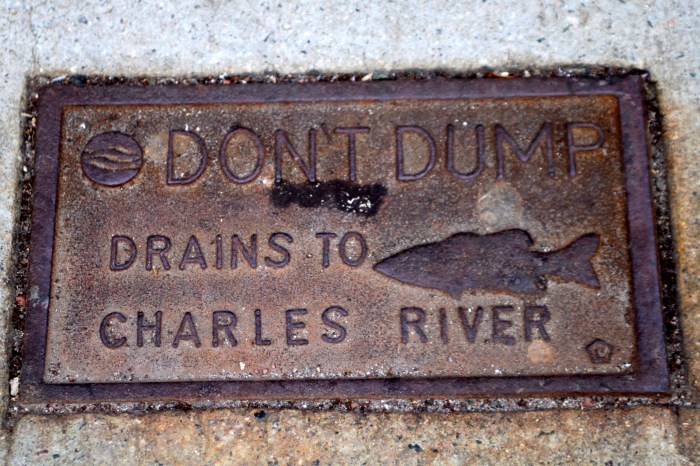 DON'T DUMP
DRAINS TO
CHARLES RIVER